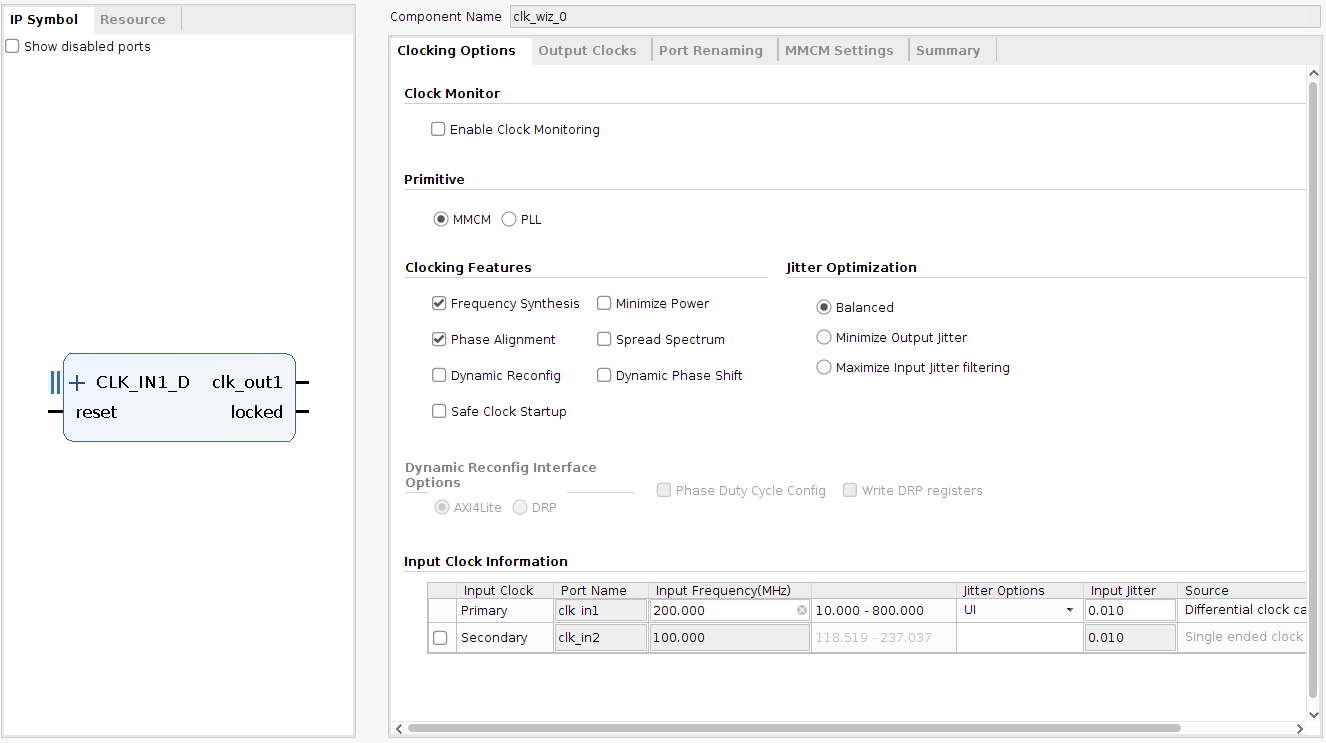 IP Symbol Resource
Show disabled ports
CLK_IN1_D clk_out1
reset locked
Component Name clk_wiz_0
Clocking Options Output Clocks Port Renaming MMCM Settings Summary
Clock Monitor
Enable Clock Monitoring
Primitive
MMCM PLL
Clocking Features
Frequency Synthesis Minimize Power
Phase Alignment Spread Spectrum
Dynamic Reconfig Dynamic Phase Shift
Safe Clock Startup
Jitter Optimization
Balanced
Minimize Output Jitter
Maximize Input Jitter filtering
Dynamic Reconfig Interface
Options
AXI4Lite DRP
Phase Duty Cycle Config Write DRP registers
Input Clock Information
Input Clock Port Name Input Frequency(MHz) Jitter Options Input Jitter Source
Primary clk_in1 200.000 10.000 - 800.000 UI 0.010 Differential clock ca
Secondary clk_in2 100.000 118.519 - 237.037 0.010 Single ended clock